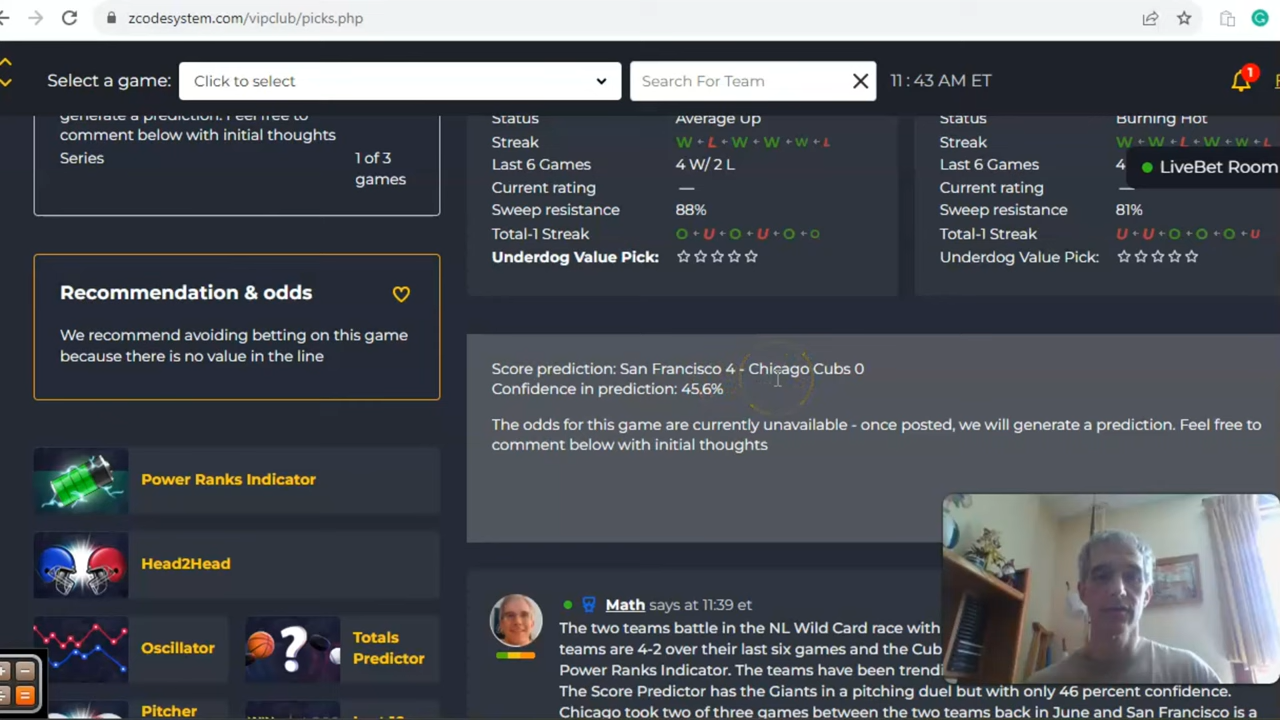 zcodesystem.com/vipclub/picks.php
Select a game:
Click to select
Search For Team
11:43 AM ET
1
generate a prediction. Feel free to
comment below with initial thoughts
Series
1 of 3
games
Recommendation & odds
We recommend avoiding betting on this game
because there is no value in the line
Power Ranks Indicator
Head2Head
Oscillator
Totals
Predictor
Pitcher
Status Average Up
Streak W ← L ← W ← W ← W ← L
Last 6 Games 4 W/ 2 L
Current rating —
Sweep resistance 88%
Total-1 Streak O ← U ← O ← U ← O ← O
Underdog Value Pick: ☆☆☆☆☆
Status Burning Hot
Streak
Last 6 Games 4
Current rating —
Sweep resistance 81%
Total-1 Streak U ← U ← O ← O ← O ← U
Underdog Value Pick: ☆☆☆☆☆
LiveBet Room
Score prediction: San Francisco 4 - Chicago Cubs 0
Confidence in prediction: 45.6%
The odds for this game are currently unavailable - once posted, we will generate a prediction. Feel free to
comment below with initial thoughts
Math says at 11:39 et
The two teams battle in the NL Wild Card race with
teams are 4-2 over their last six games and the Cub
Power Ranks Indicator. The teams have been trendi
The Score Predictor has the Giants in a pitching duel but with only 46 percent confidence.
Chicago took two of three games between the two teams back in June and San Francisco is a